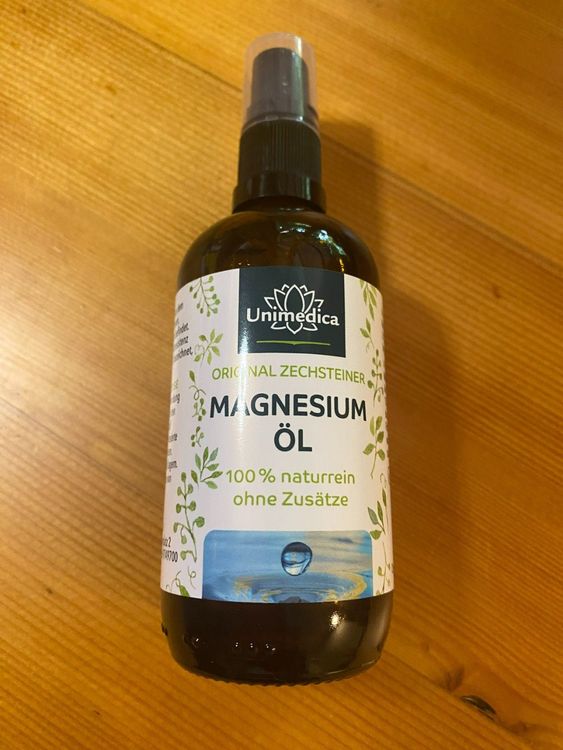 Unimedica
ORIGINAL ZECHSTEINER
MAGNESIUM
ÖL
100 % naturrein
ohne Zusätze